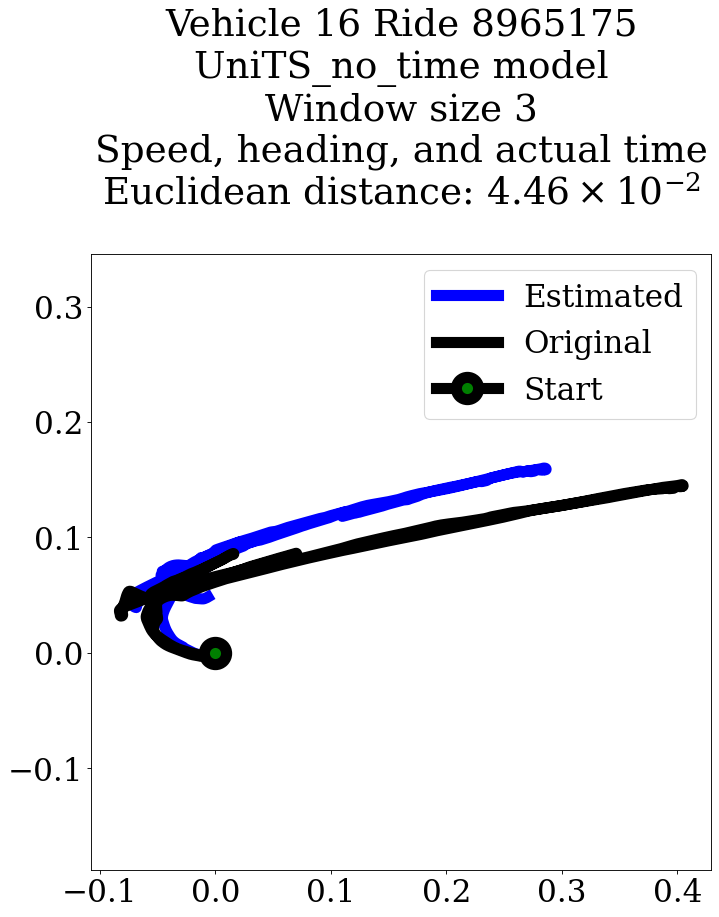 Vehicle 16 Ride 8965175
UniTS_no_time model
Window size 3
Speed, heading, and actual time
Euclidean distance: 4.46 × 10⁻²
Estimated
Original
Start
0.3
0.2
0.1
0.0
−0.1
−0.1 0.0 0.1 0.2 0.3 0.4